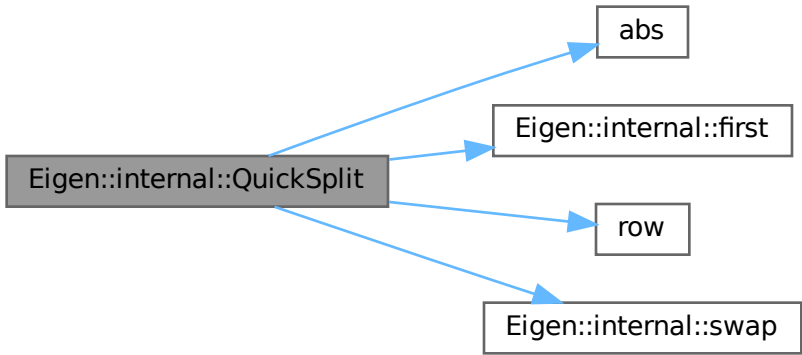 abs
Eigen::internal::first
Eigen::internal::QuickSplit
row
Eigen::internal::swap